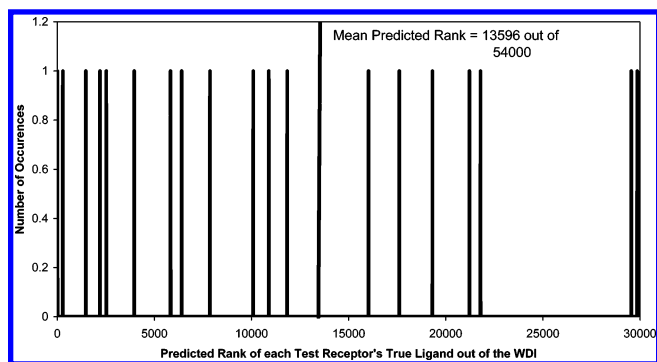 Mean Predicted Rank = 13596 out of
54000
1.2
1
0.8
0.6
0.4
0.2
0
Number of Occurences
0 5000 10000 15000 20000 25000 30000
Predicted Rank of each Test Receptor's True Ligand out of the WDI